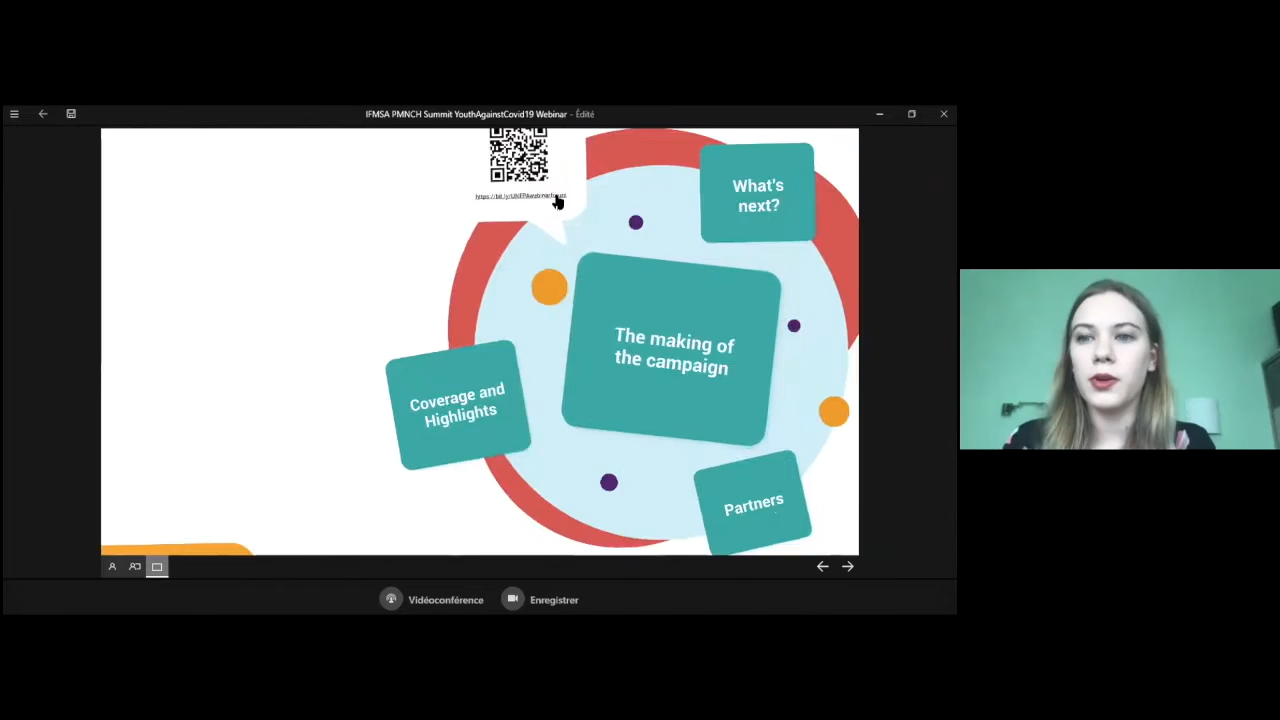 IFMSA PMNCH Summit YouthAgainstCovid19 Webinar - Édité
What's
next?
The making of
the campaign
Coverage and
Highlights
Partners
Vidéoconférence
Enregistrer